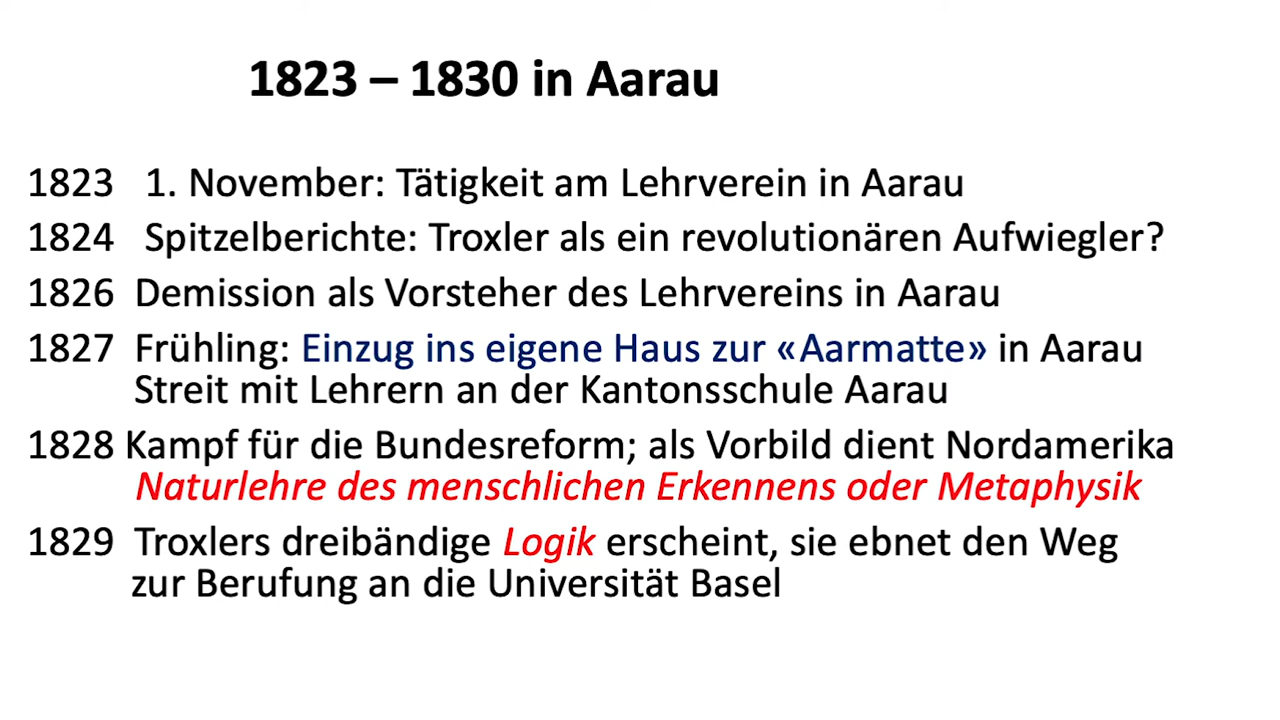 1823 – 1830 in Aarau
1823 1. November: Tätigkeit am Lehrverein in Aarau
1824 Spitzelberichte: Troxler als ein revolutionären Aufwiegler?
1826 Demission als Vorsteher des Lehrvereins in Aarau
1827 Frühling: Einzug ins eigene Haus zur «Aarmatte» in Aarau
Streit mit Lehrern an der Kantonsschule Aarau
1828 Kampf für die Bundesreform; als Vorbild dient Nordamerika
Naturlehre des menschlichen Erkennens oder Metaphysik
1829 Troxlers dreibändige Logik erscheint, sie ebnet den Weg
zur Berufung an die Universität Basel